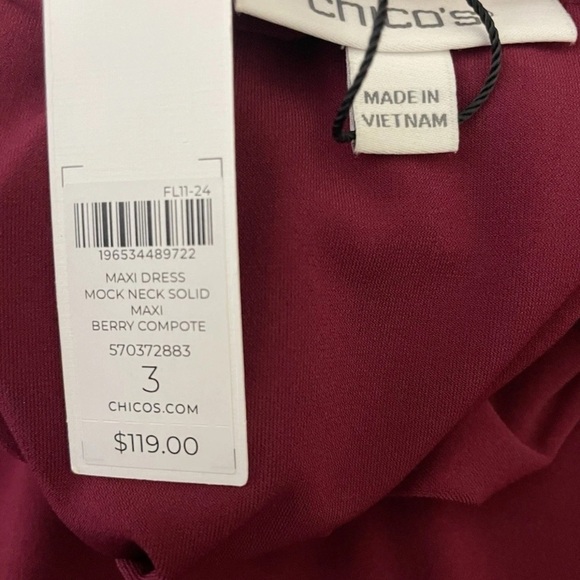 chico's
MADE IN
VIETNAM
FL11-24
196534489722
MAXI DRESS
MOCK NECK SOLID
MAXI
BERRY COMPOTE
570372883
3
CHICOS.COM
$119.00